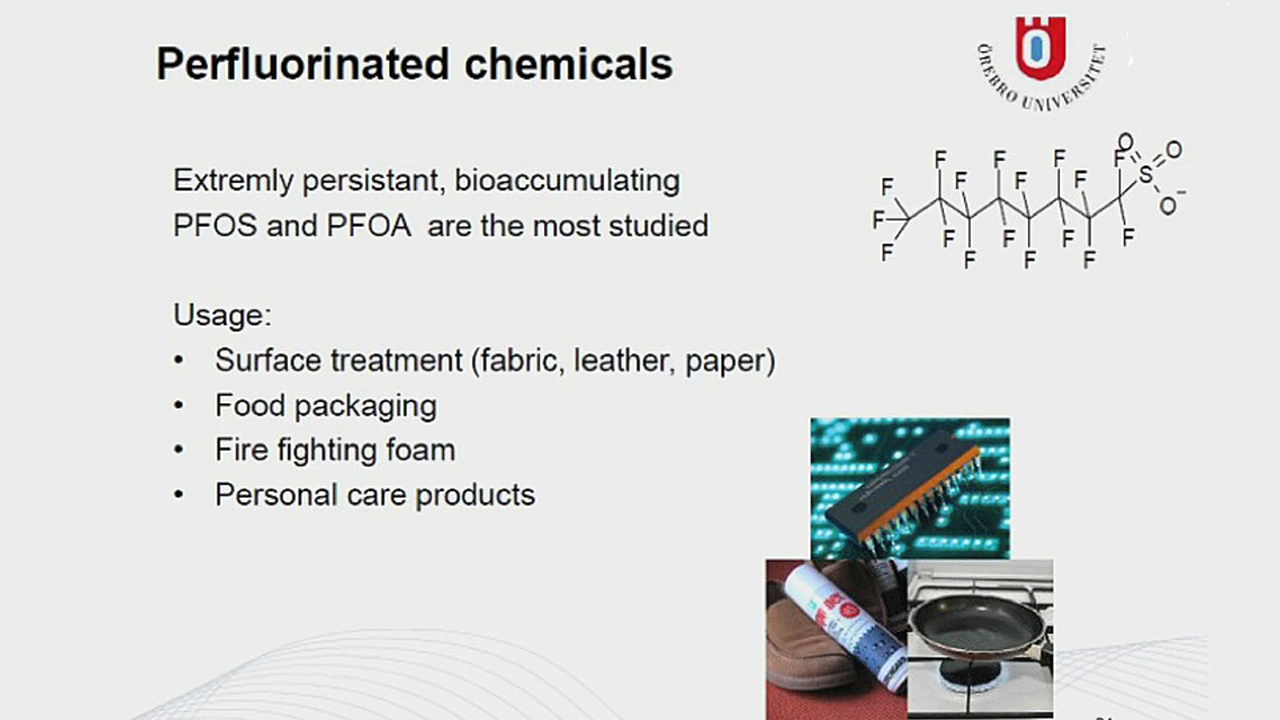 Perfluorinated chemicals
ÖREBRO UNIVERSITET
Extremly persistant, bioaccumulating
PFOS and PFOA are the most studied
F F F F O O
F F F F S
F O⁻
F F F F F
F F F
Usage:
• Surface treatment (fabric, leather, paper)
• Food packaging
• Fire fighting foam
• Personal care products